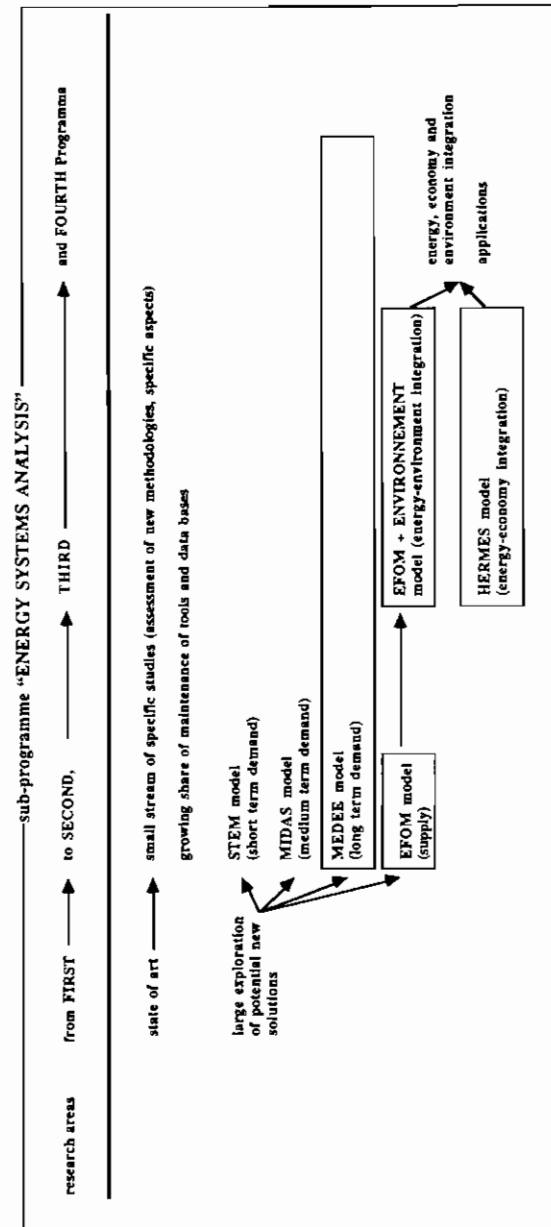 sub-programme "ENERGY SYSTEMS ANALYSIS"
research areas
from FIRST
to SECOND,
THIRD
and FOURTH Programma
state of art
small stream of specific studies (assessment of new methodologies, specific aspects)
growing share of maintenance of tools and data bases
large exploration
of potential new
solutions
STEM model
(short term demand)
MIDAS model
(medium term demand)
MEDEE model
(long term demand)
EFOM model
(supply)
EFOM + ENVIRONNEMENT
model (energy-environment integration)
HERMES model
(energy-economy integration)
energy, economy and
environment integration
applications